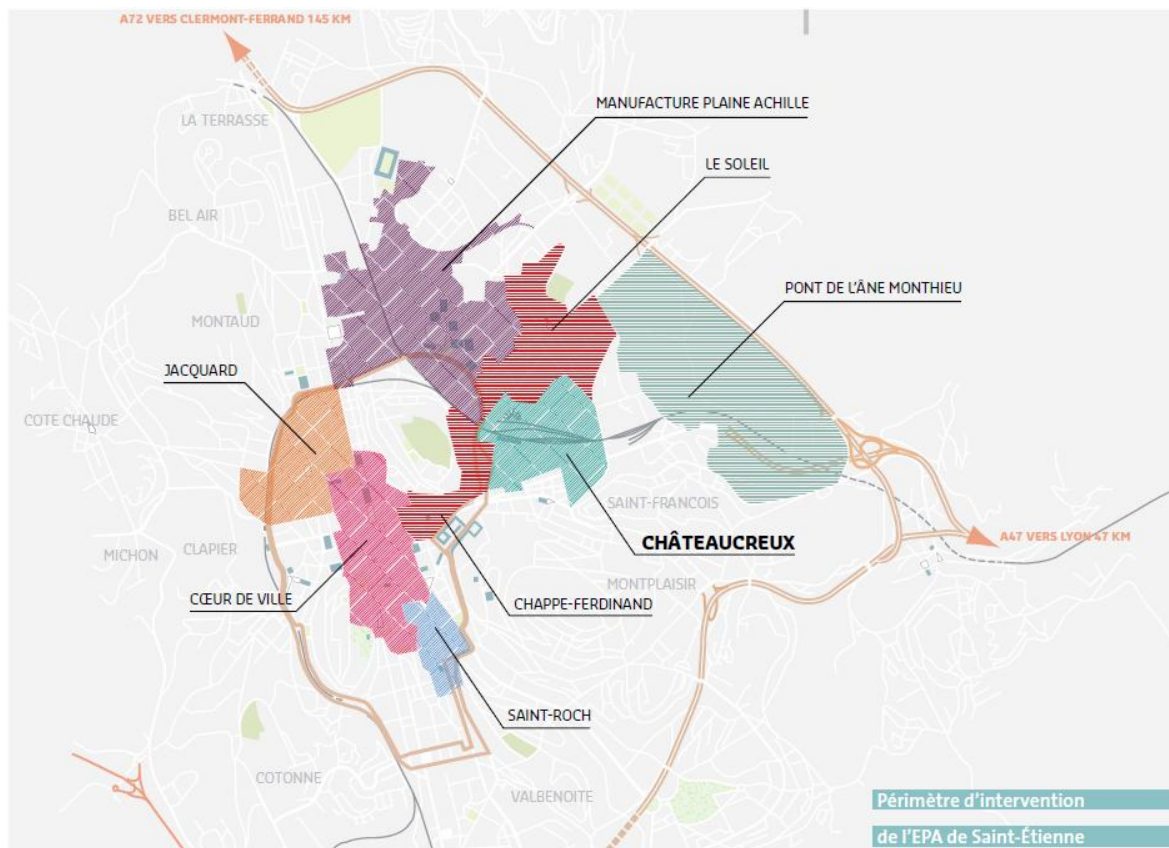 A72 VERS CLERMONT-FERRAND 145 KM
MANUFACTURE PLAINE ACHILLE
LA TERRASSE
LE SOLEIL
BEL AIR
PONT DE L'ÂNE MONTHIEU
MONTAUD
JACQUARD
COTE CHAUDE
SAINT-FRANCOIS
CHÂTEAUCREUX
A47 VERS LYON 47 KM
MICHON
CLAPIER
MONTPLAISIR
CŒUR DE VILLE
CHAPPE-FERDINAND
SAINT-ROCH
COTONNE
VALBENOITE
Périmètre d'intervention
de l'EPA de Saint-Étienne